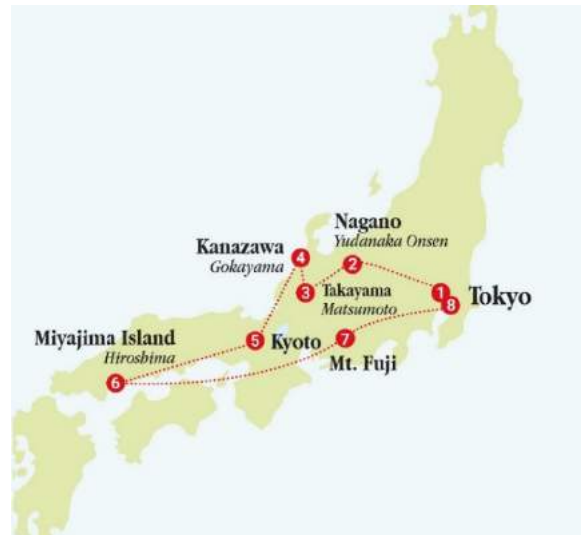 Nagano
Yudanaka Onsen
2
Kanazawa
4
Gokayama
3
Takayama
Matsumoto
1
8
Tokyo
Miyajima Island
Hiroshima
5
Kyoto
7
Mt. Fuji
6